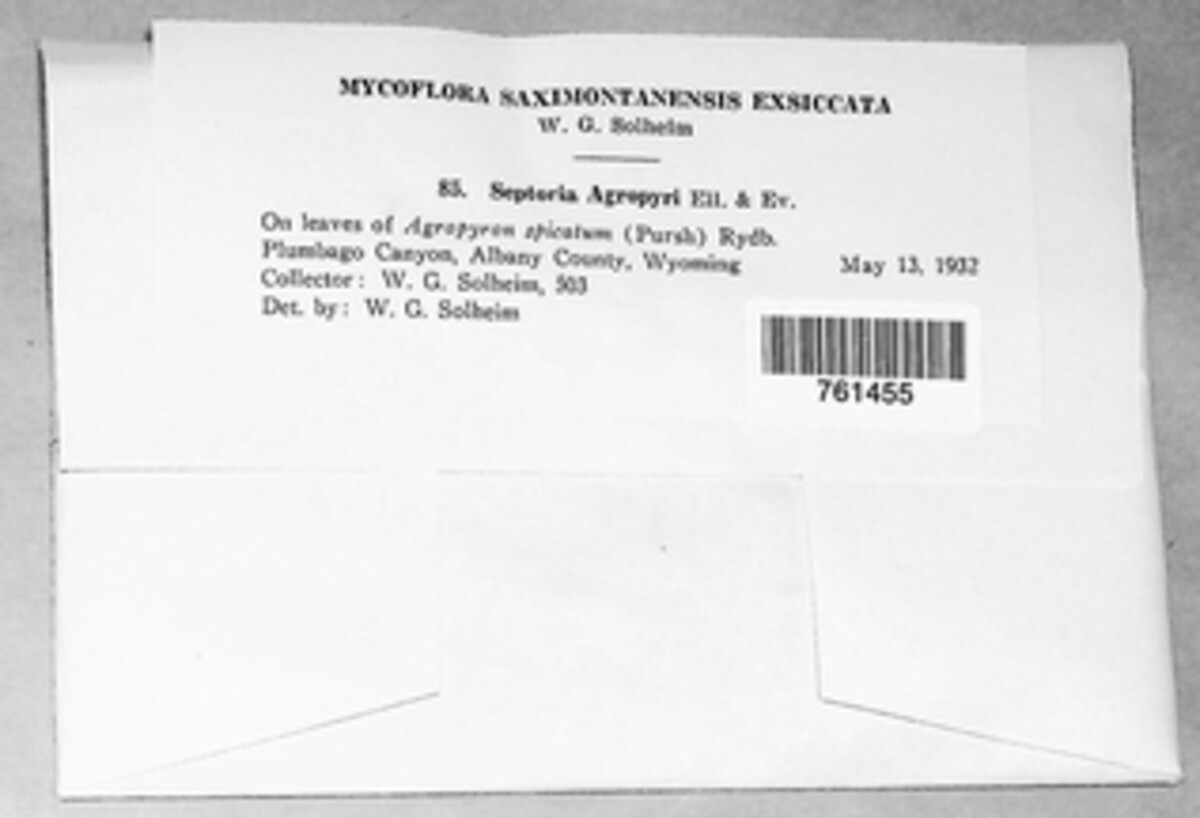 MYCOFLORA SAXIMONTANENSIS EXSICCATA
W. G. Solheim
85. Septoria Agropyri Ell. & Ev.
On leaves of Agropyron spicatum (Pursh) Rydb.
Plumbago Canyon, Albany County, Wyoming May 13, 1932
Collector: W. G. Solheim, 503
Det. by: W. G. Solheim
761455